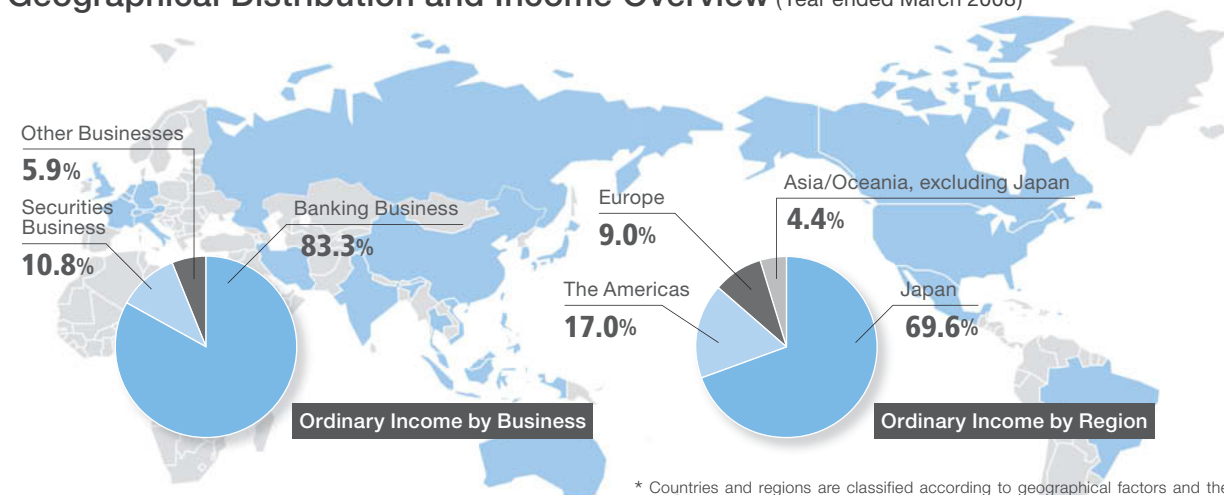 Geographical Distribution and Income Overview (Year ended March 2008)
Other Businesses
5.9%
Securities
Business
10.8%
Banking Business
83.3%
Ordinary Income by Business
Europe
9.0%
Asia/Oceania, excluding Japan
4.4%
The Americas
17.0%
Japan
69.6%
Ordinary Income by Region
* Countries and regions are classified according to geographical factors and the